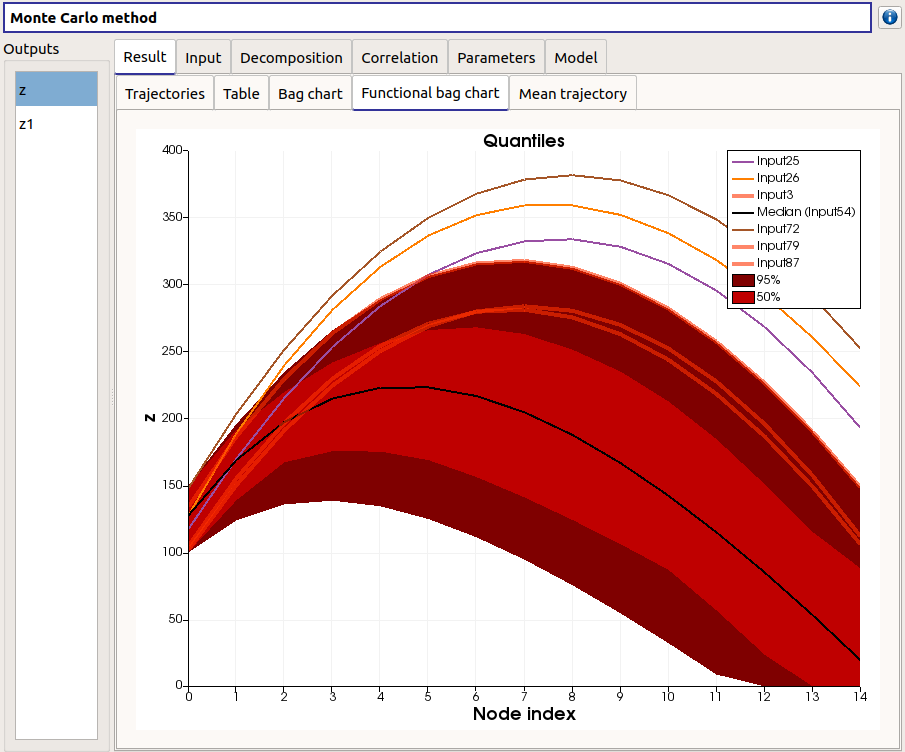 Monte Carlo method
Outputs
Result Input Decomposition Correlation Parameters Model
z
Trajectories Table Bag chart Functional bag chart Mean trajectory
z1
Quantiles
400
350
300
250
200
150
100
50
0
z
Input25
Input26
Input3
Median (Input54)
Input72
Input79
Input87
95%
50%
0 1 2 3 4 5 6 7 8 9 10 11 12 13 14
Node index